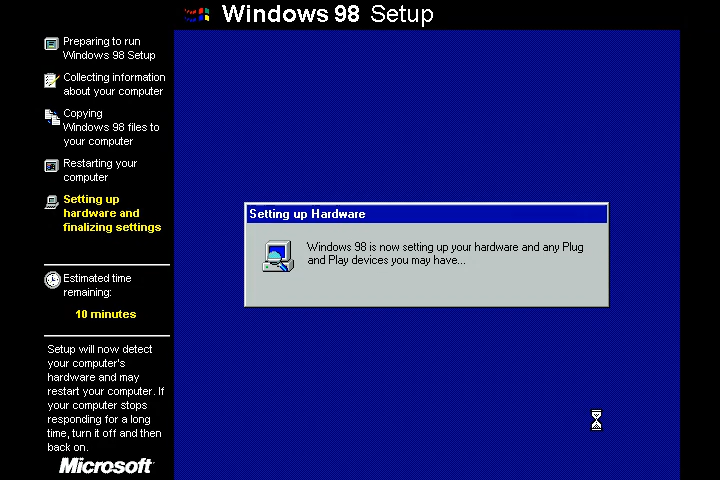 Windows 98 Setup
Preparing to run
Windows 98 Setup
Collecting information
about your computer
Copying
Windows 98 files to
your computer
Restarting your
computer
Setting up
hardware and
finalizing settings
Estimated time
remaining:
10 minutes
Setup will now detect
your computer's
hardware and may
restart your computer. If
your computer stops
responding for a long
time, turn it off and then
back on.
Microsoft
Setting up Hardware
Windows 98 is now setting up your hardware and any Plug
and Play devices you may have...